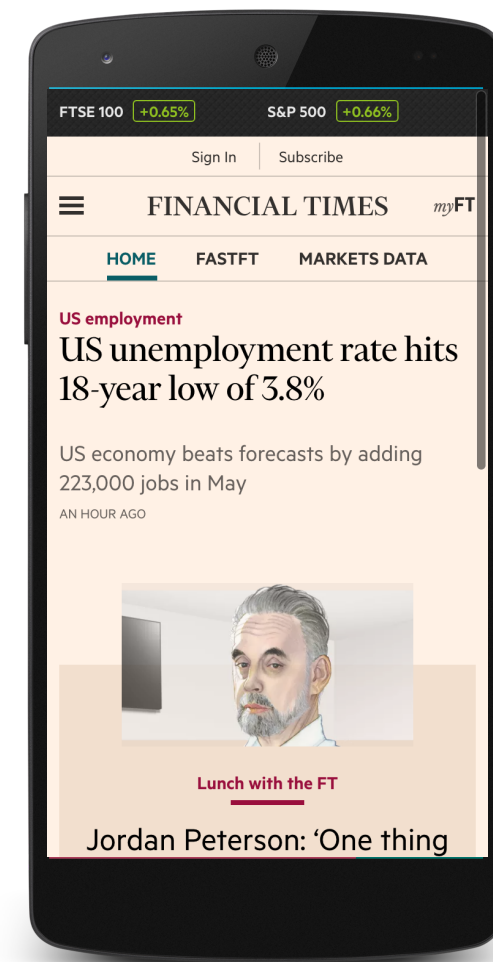 FTSE 100 +0.65% S&P 500 +0.66%
Sign In Subscribe
FINANCIAL TIMES myFT
HOME FASTFT MARKETS DATA
US employment
US unemployment rate hits
18-year low of 3.8%
US economy beats forecasts by adding
223,000 jobs in May
AN HOUR AGO
Lunch with the FT
Jordan Peterson: ‘One thing